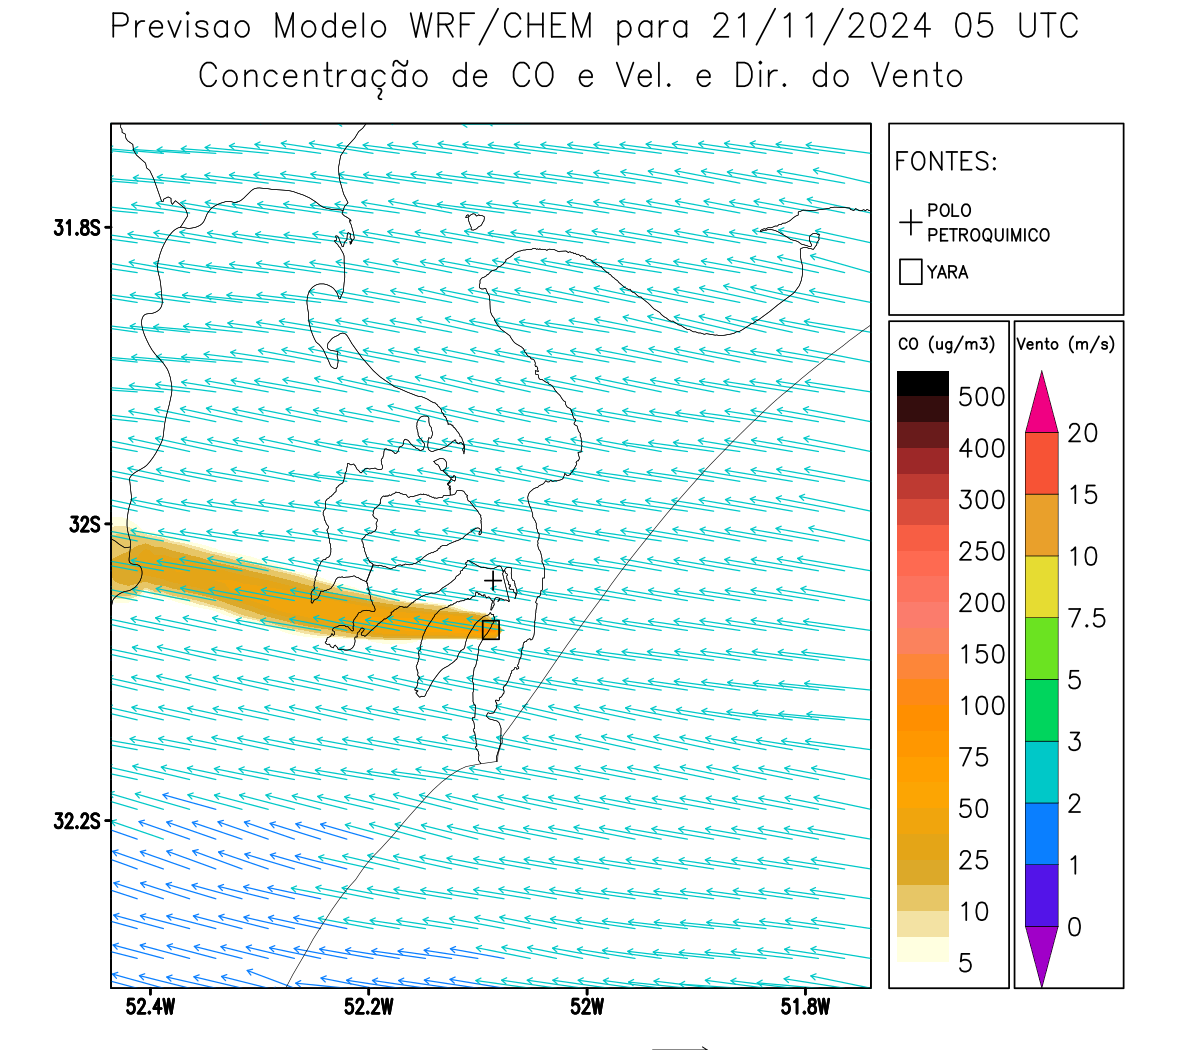 Previsao Modelo WRF/CHEM para 21/11/2024 05 UTC
Concentração de CO e Vel. e Dir. do Vento
FONTES:
POLO
PETROQUIMICO
YARA
CO (ug/m3)
500
400
300
250
200
150
100
75
50
25
10
5
Vento (m/s)
20
15
10
7.5
5
3
2
1
0
31.8S
32S
32.2S
52.4W
52.2W
52W
51.8W